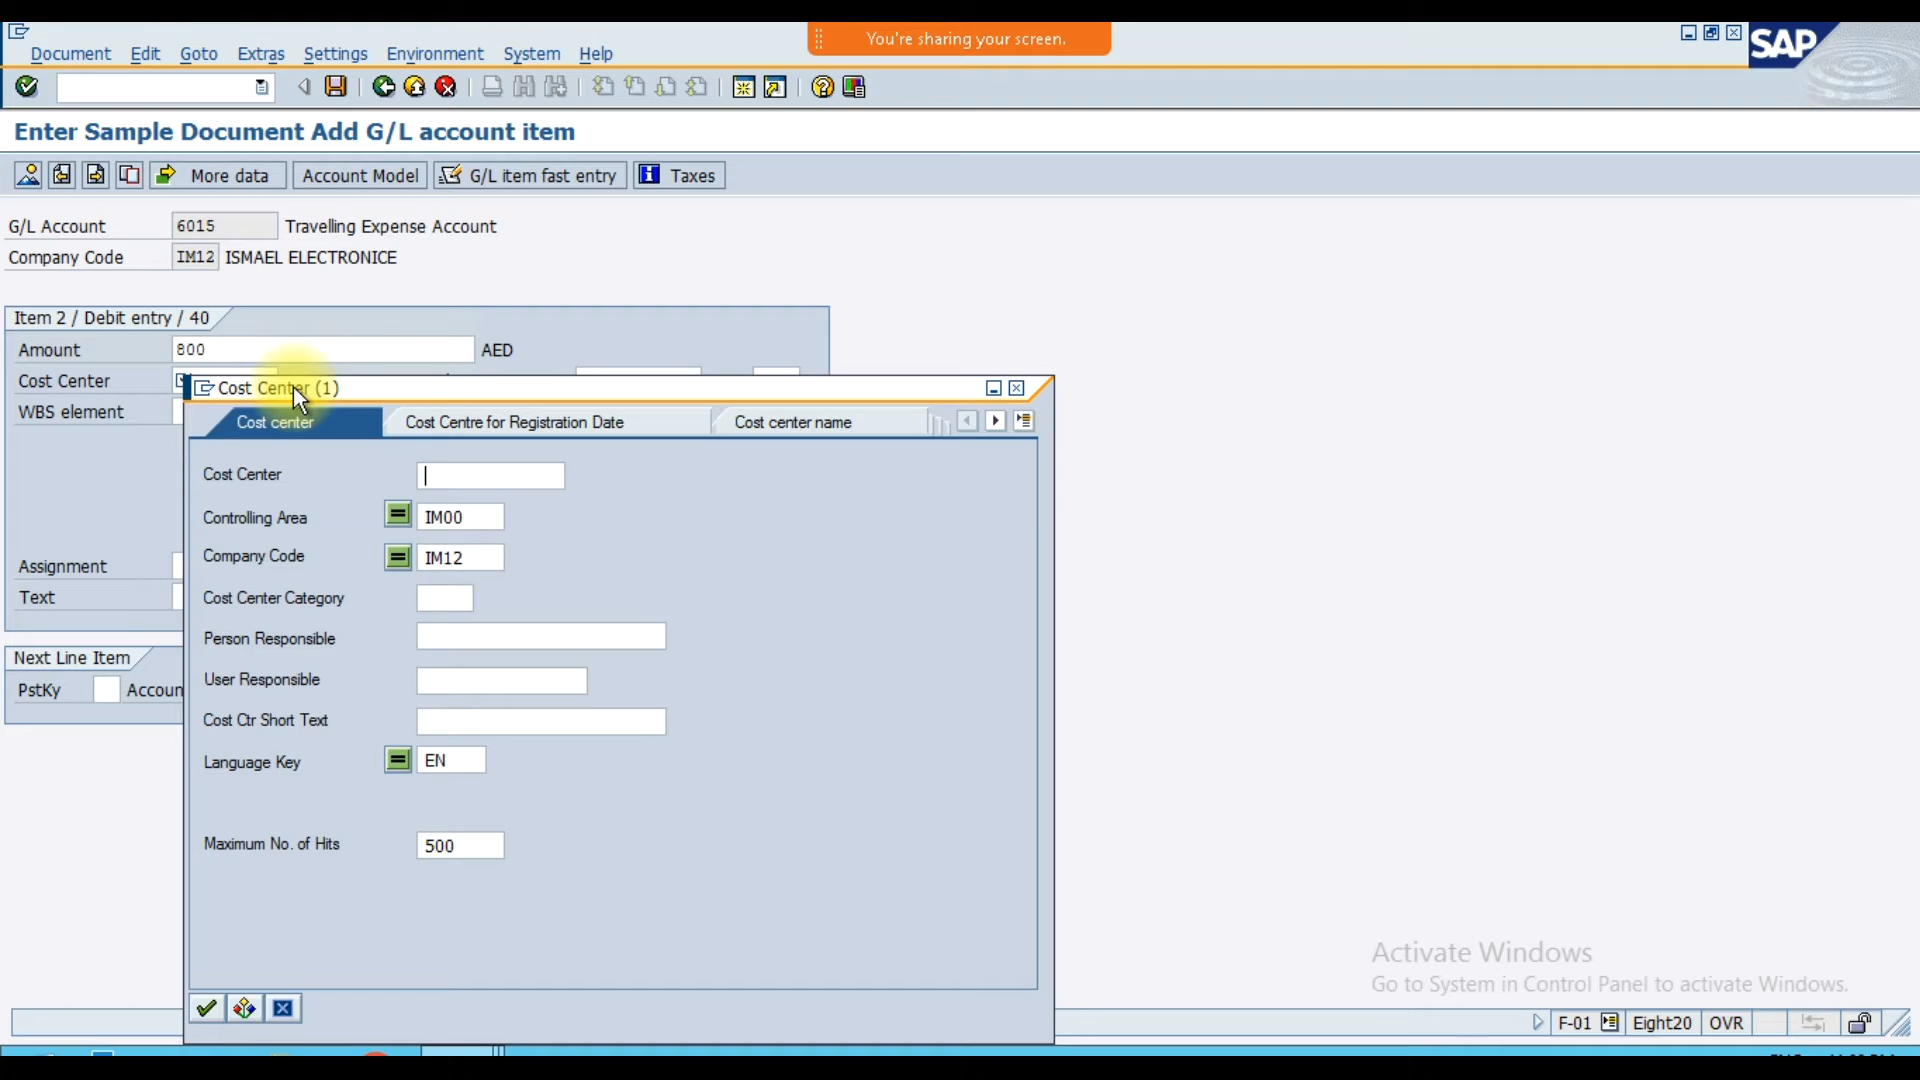 You're sharing your screen.
SAP
Document Edit Goto Extras Settings Environment System Help
Enter Sample Document Add G/L account item
More data Account Model G/L item fast entry Taxes
G/L Account 6015 Travelling Expense Account
Company Code IM12 ISMAEL ELECTRONICE
Item 2 / Debit entry / 40
Amount 800 AED
Cost Center
WBS element
Assignment
Text
Next Line Item
PstKy
Cost Center (1)
Cost center Cost Centre for Registration Date Cost center name
Cost Center
Controlling Area IM00
Company Code IM12
Cost Center Category
Person Responsible
User Responsible
Cost Ctr Short Text
Language Key EN
Maximum No. of Hits 500
Activate Windows
Go to System in Control Panel to activate Windows.
F-01 Eight20 OVR